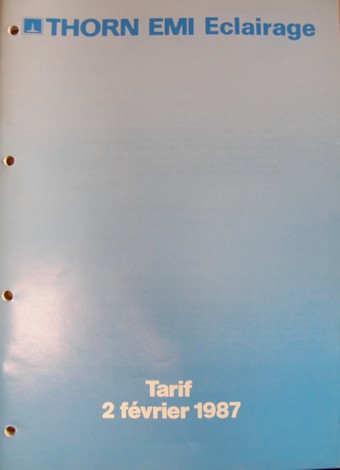 THORN EMI Eclairage
Tarif
2 février 1987